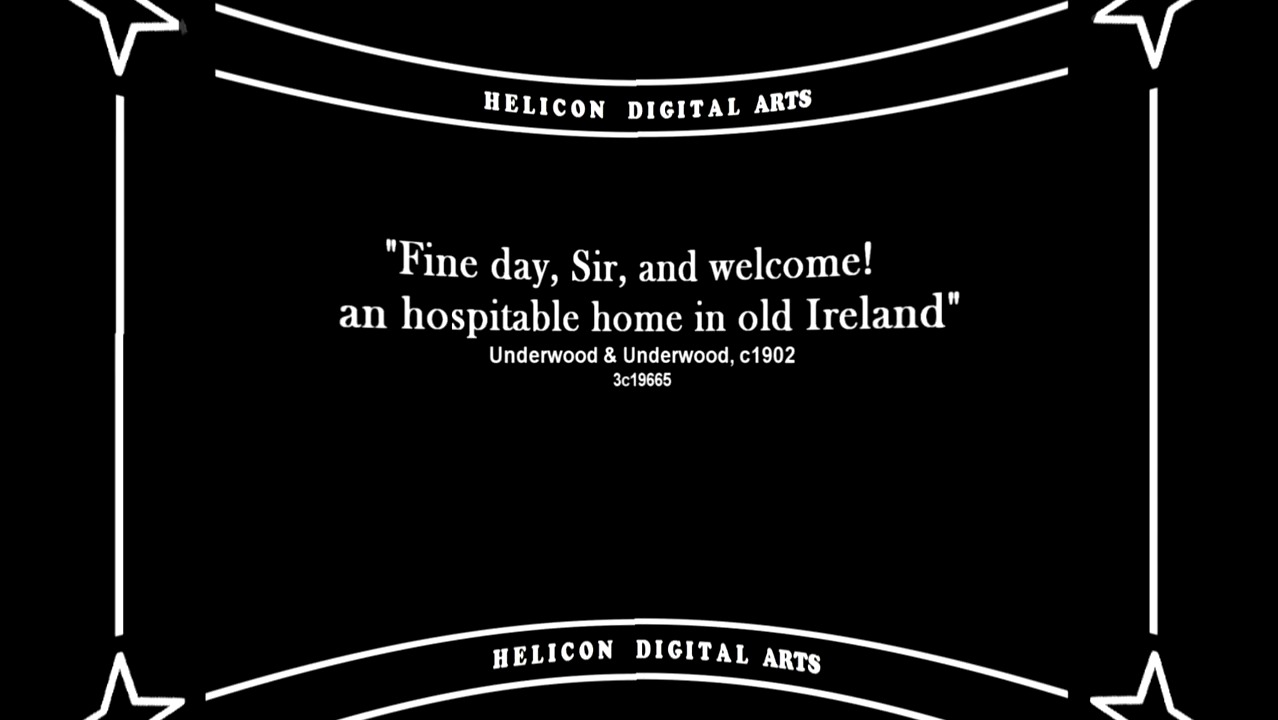 HELICON DIGITAL ARTS
"Fine day, Sir, and welcome!
an hospitable home in old Ireland"
Underwood & Underwood, c1902
3c19665
HELICON DIGITAL ARTS